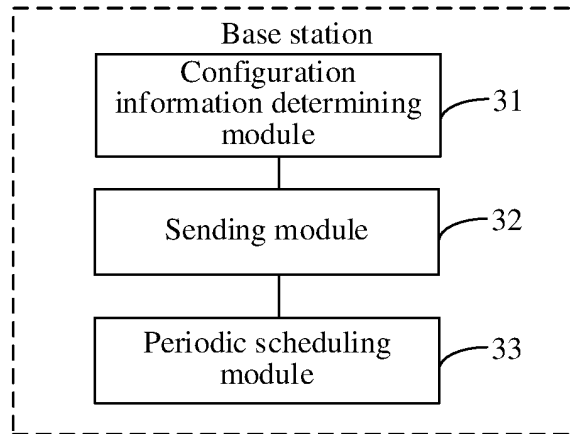 Base station
Configuration
information determining
module
31
Sending module
32
Periodic scheduling
module
33